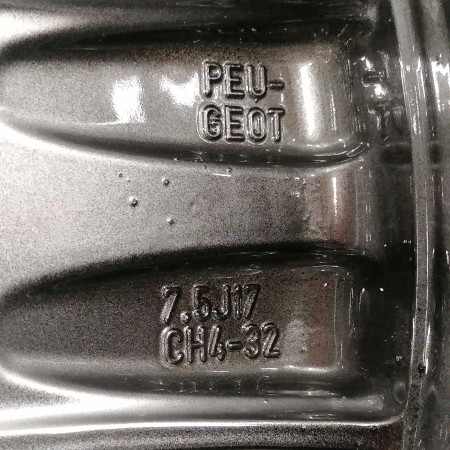 PEU-
GEOT
7.5J17
CH4-32